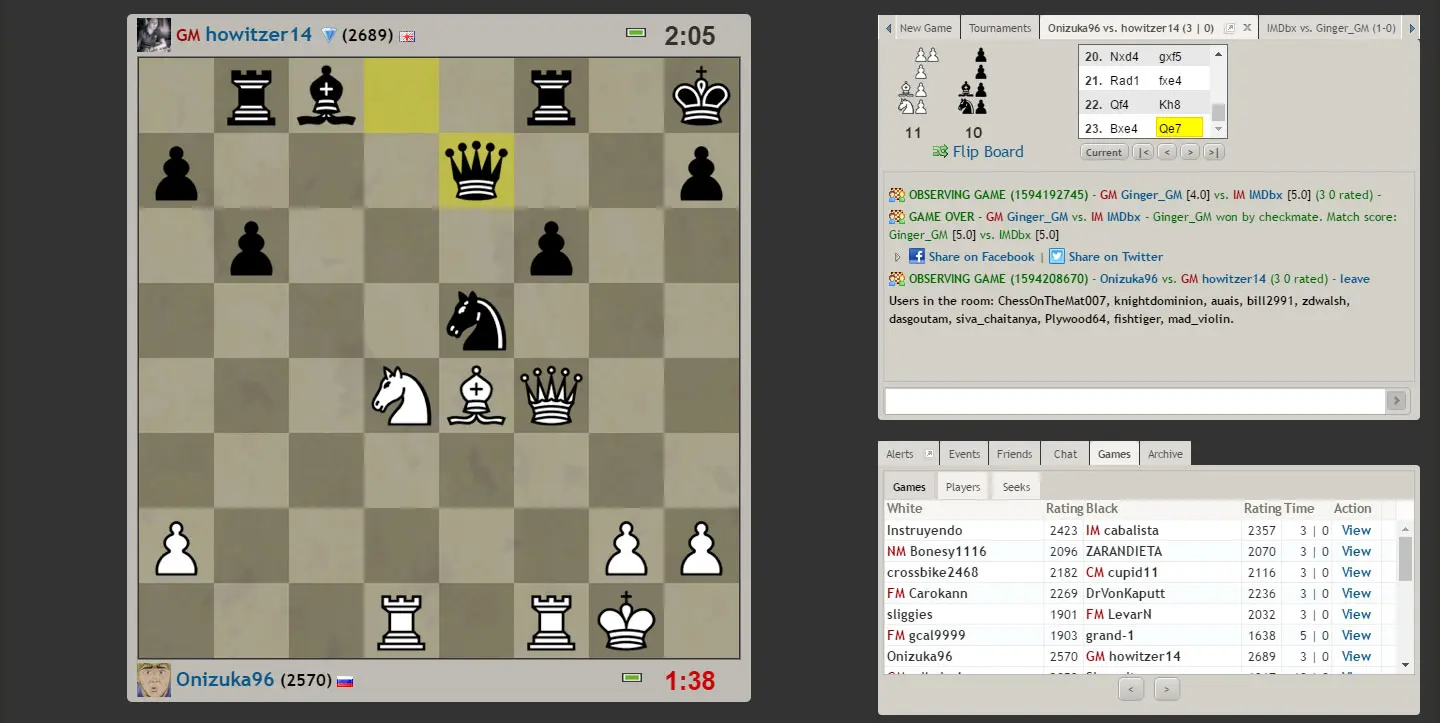 GM howitzer14 (2689)
2:05
Onizuka96 (2570)
1:38
New Game
Tournaments
Onizuka96 vs. howitzer14 (3 | 0)
IMDbx vs. Ginger_GM (1-0)
20. Nxd4 gxf5
21. Rad1 fxe4
22. Qf4 Kh8
23. Bxe4 Qe7
11
10
Flip Board
Current |< < > >|
OBSERVING GAME (1594192745) - GM Ginger_GM [4.0] vs. IM IMDbx [5.0] (3 0 rated) -
GAME OVER - GM Ginger_GM vs. IM IMDbx - Ginger_GM won by checkmate. Match score:
Ginger_GM [5.0] vs. IMDbx [5.0]
Share on Facebook | Share on Twitter
OBSERVING GAME (1594208670) - Onizuka96 vs. GM howitzer14 (3 0 rated) - leave
Users in the room: ChessOnTheMat007, knightdominion, auais, bill2991, zdwalsh,
dasgoutam, siva_chaitanya, Plywood64, fishtiger, mad_violin.
Alerts Events Friends Chat Games Archive
Games Players Seeks
White Rating Black Rating Time Action
Instruyendo 2423 IM cabalista 2357 3 | 0 View
NM Bonesy1116 2096 ZARANDIETA 2070 3 | 0 View
crossbike2468 2182 CM cupid11 2116 3 | 0 View
FM Carokann 2269 DrVonKaputt 2236 3 | 0 View
sliggies 1901 FM LevarN 2032 3 | 0 View
FM gcal9999 1903 grand-1 1638 5 | 0 View
Onizuka96 2570 GM howitzer14 2689 3 | 0 View
< >